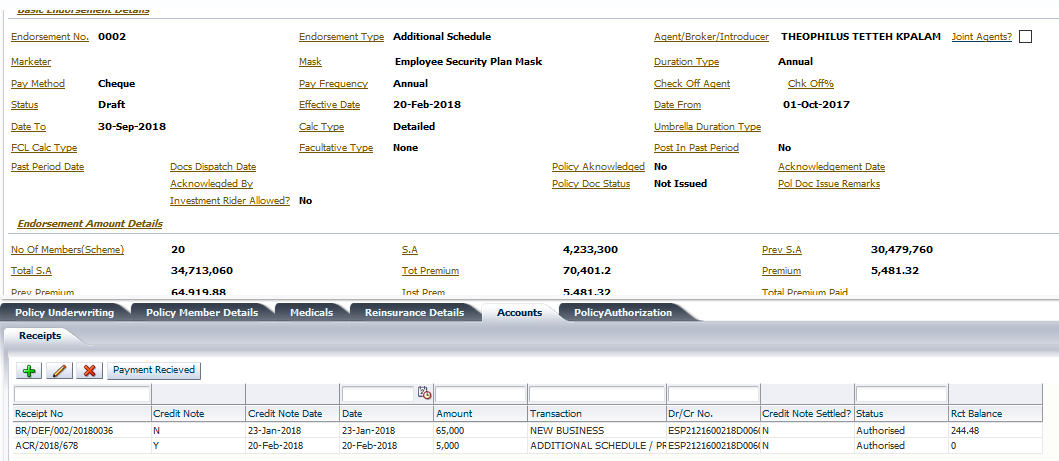 Basic Endorsement Details
Endorsement No. 0002 Endorsement Type Additional Schedule Agent/Broker/Introducer THEOPHILUS TETTEH KPALAM Joint Agents?
Marketer Mask Employee Security Plan Mask Duration Type Annual
Pay Method Cheque Pay Frequency Annual Check Off Agent Chk Off%
Status Draft Effective Date 20-Feb-2018 Date From 01-Oct-2017
Date To 30-Sep-2018 Calc Type Detailed Umbrella Duration Type
FCL Calc Type Facultative Type None Post In Past Period No
Past Period Date Docs Dispatch Date Policy Aknowledged No Acknowledgement Date
Acknowlegded By Policy Doc Status Not Issued Pol Doc Issue Remarks
Investment Rider Allowed? No
Endorsement Amount Details
No Of Members(Scheme) 20 S.A 4,233,300 Prev S.A 30,479,760
Total S.A 34,713,060 Tot Premium 70,401.2 Premium 5,481.32
Prev Premium 64,919.88 Inst Prem 5,481.32 Total Premium Paid
Policy Underwriting Policy Member Details Medicals Reinsurance Details Accounts PolicyAuthorization
Receipts
Payment Recieved
Receipt No Credit Note Credit Note Date Date Amount Transaction Dr/Cr No. Credit Note Settled? Status Rct Balance
BR/DEF/002/20180036 N 23-Jan-2018 23-Jan-2018 65,000 NEW BUSINESS ESP2121600218D006 N Authorised 244.48
ACR/2018/678 Y 20-Feb-2018 20-Feb-2018 5,000 ADDITIONAL SCHEDULE / PR ESP2121600218D006 N Authorised 0